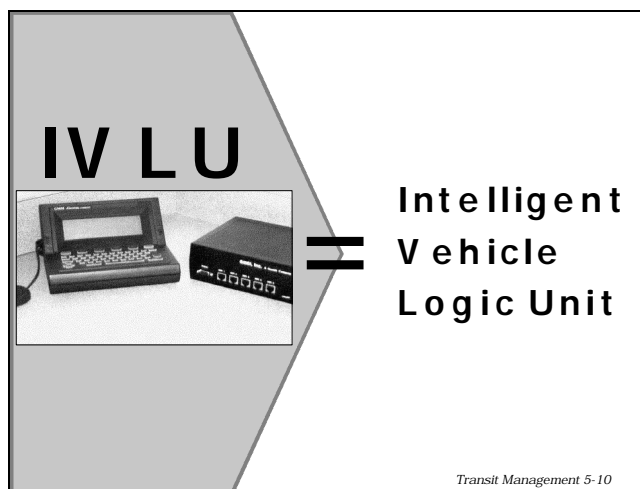 IVLU
=
Intelligent
Vehicle
Logic Unit
Transit Management 5-10